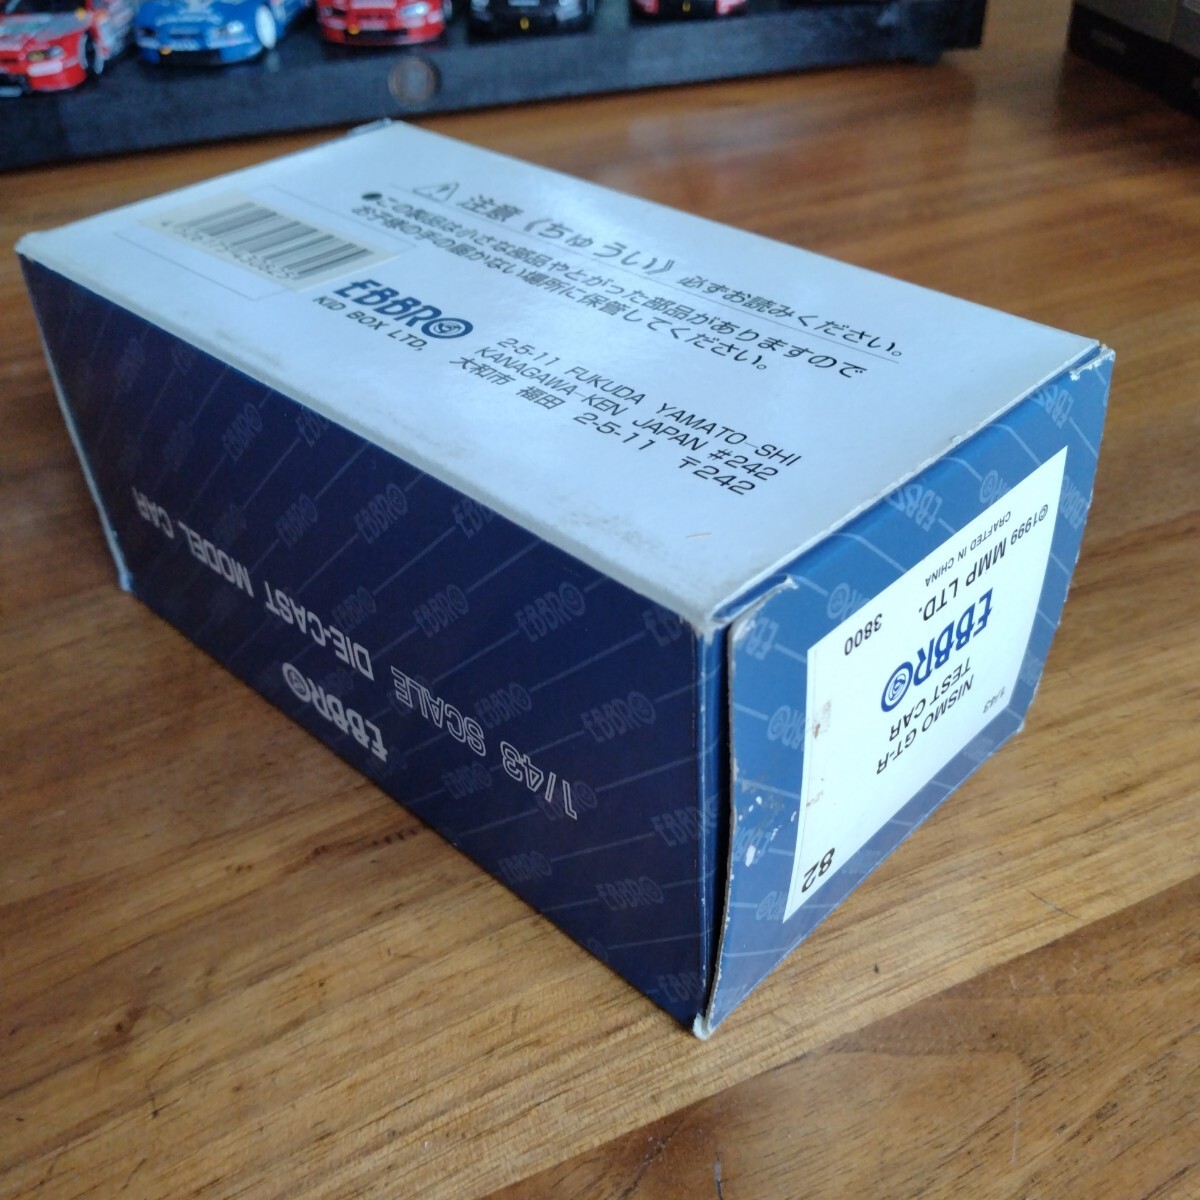 ⚠ 注意《ちゅうい》 必ずお読みください。
●この製品は小さな部品やとがった部品がありますので
お子様の手の届かない場所に保管してください。
EBBRO
KID BOX LTD.
2-5-11 FUKUDA YAMATO-SHI
KANAGAWA-KEN JAPAN #242
大和市 福田 2-5-11 〒242
EBBRO
1/43 SCALE DIE-CAST MODEL CAR
1/43
NISMO GT-R
TEST CAR
82
EBBRO
3800
©1999 MMP LTD.
CRAFTED IN CHINA